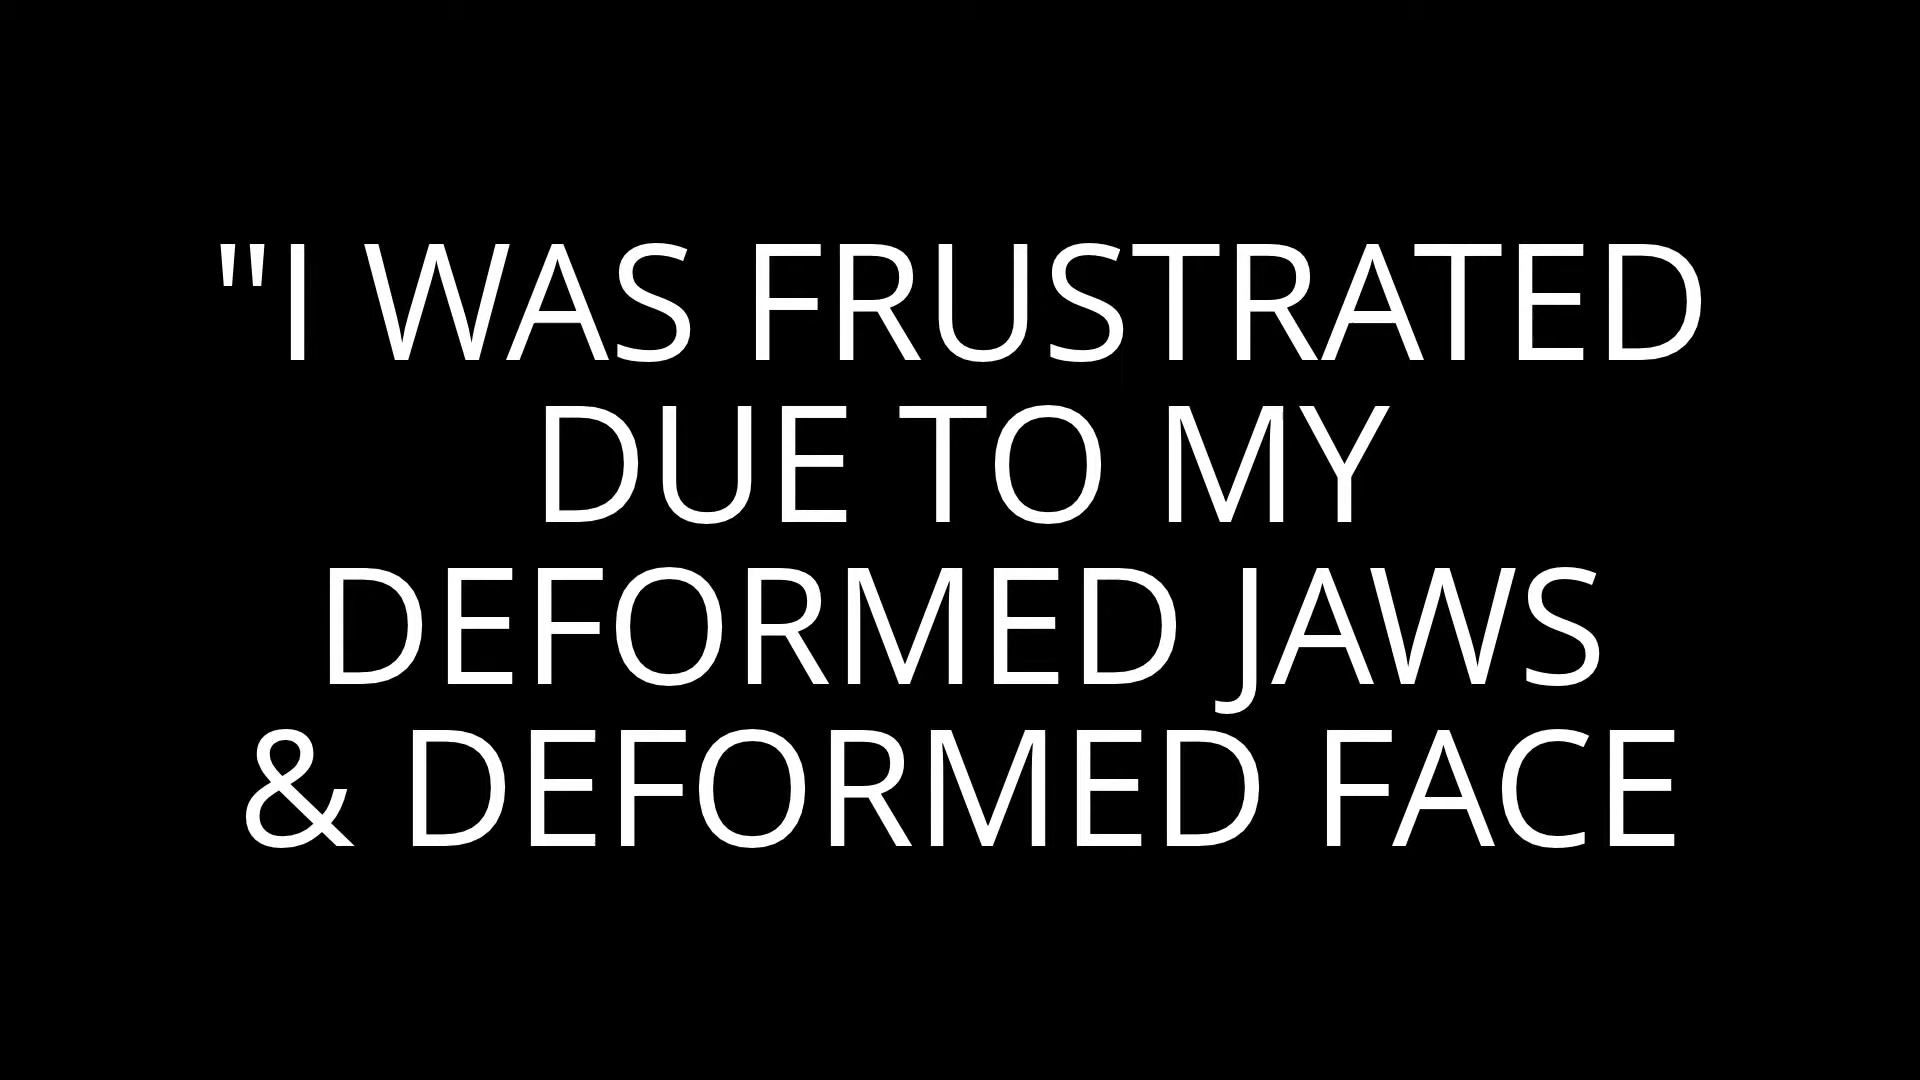 "I WAS FRUSTRATED
DUE TO MY
DEFORMED JAWS
& DEFORMED FACE